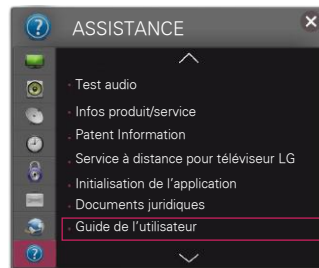 ASSISTANCE
• Test audio
• Infos produit/service
• Patent Information
• Service à distance pour téléviseur LG
• Initialisation de l'application
• Documents juridiques
• Guide de l'utilisateur